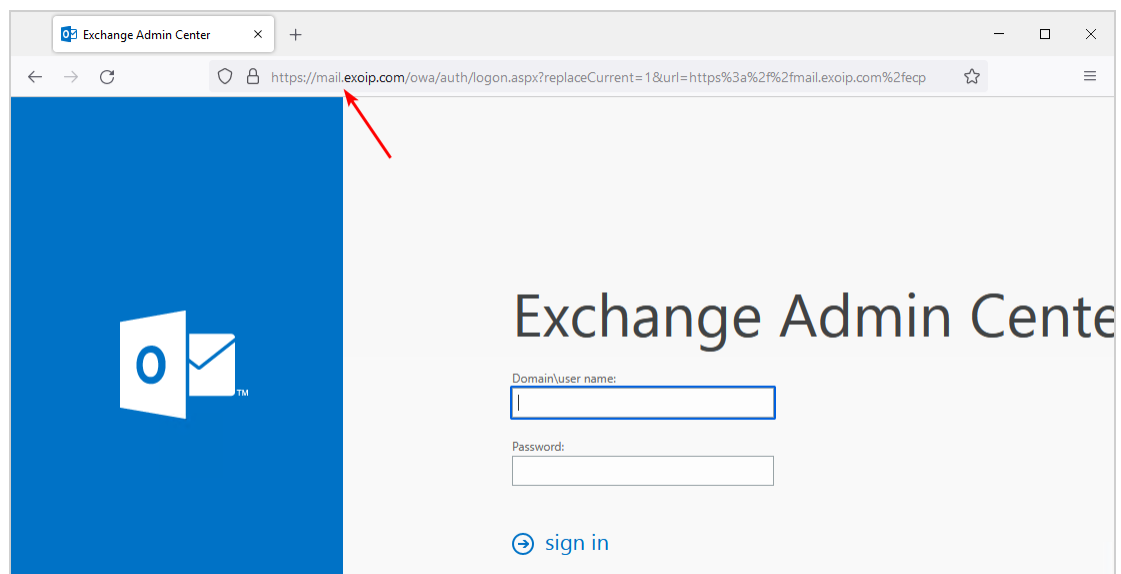 Exchange Admin Center
https://mail.exoip.com/owa/auth/logon.aspx?replaceCurrent=1&url=https%3a%2f%2fmail.exoip.com%2fecp
Exchange Admin Cente
Domain\user name:
O
TM
Password:
sign in